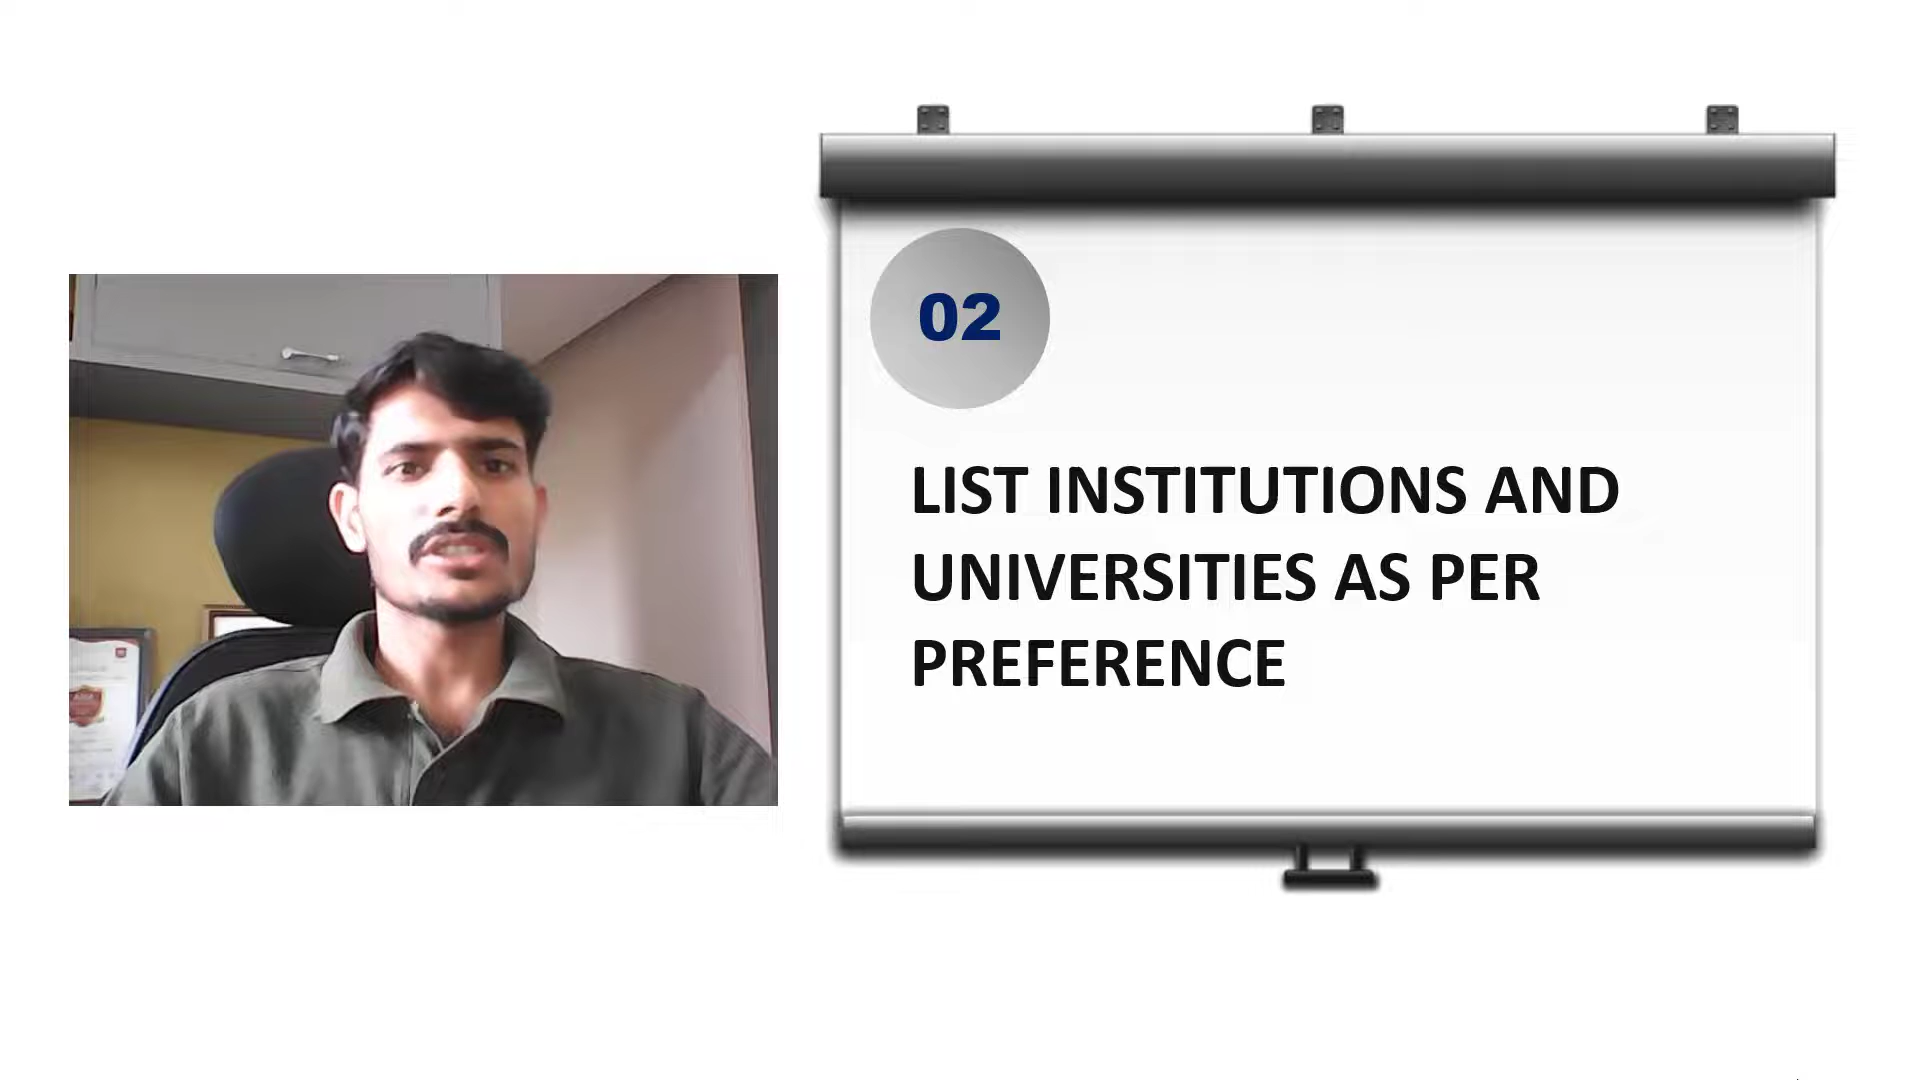 02
LIST INSTITUTIONS AND
UNIVERSITIES AS PER
PREFERENCE